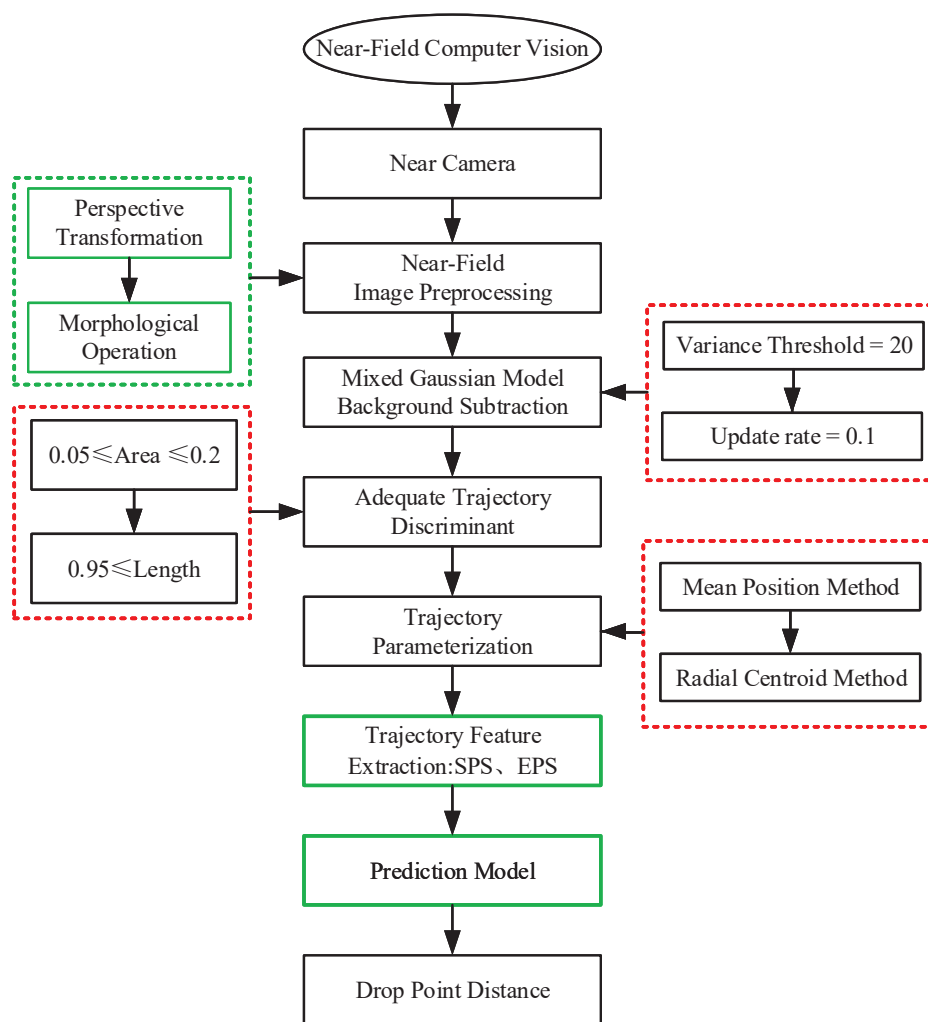 Near-Field Computer Vision
Near Camera
Perspective
Transformation
Morphological
Operation
Near-Field
Image Preprocessing
Mixed Gaussian Model
Background Subtraction
Variance Threshold = 20
Update rate = 0.1
0.05≤Area ≤0.2
0.95≤Length
Adequate Trajectory
Discriminant
Trajectory
Parameterization
Mean Position Method
Radial Centroid Method
Trajectory Feature
Extraction:SPS、EPS
Prediction Model
Drop Point Distance